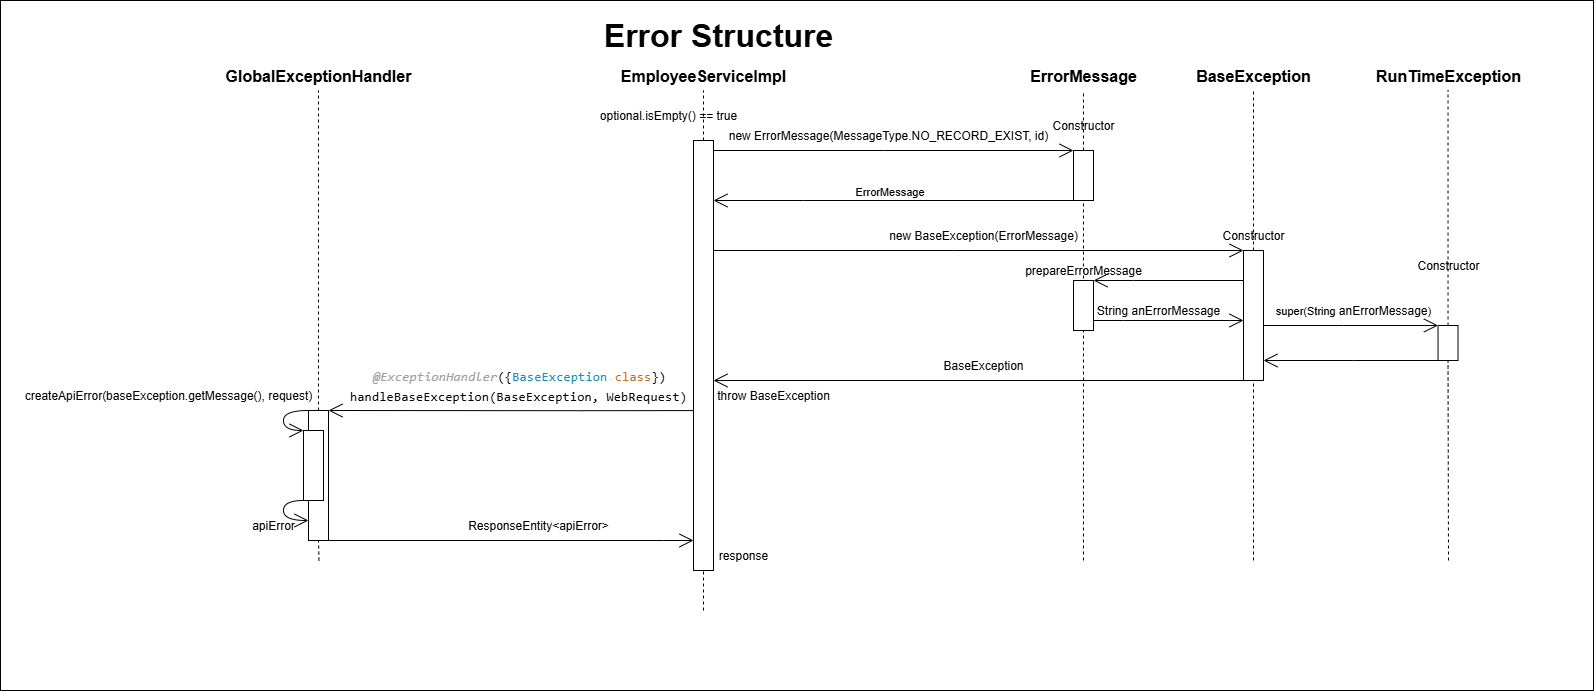 Error Structure
GlobalExceptionHandler
EmployeeServiceImpl
ErrorMessage
BaseException
RunTimeException
optional.isEmpty() == true
Constructor
new ErrorMessage(MessageType.NO_RECORD_EXIST, id)
ErrorMessage
new BaseException(ErrorMessage)
Constructor
prepareErrorMessage
Constructor
String anErrorMessage
super(String anErrorMessage)
BaseException
@ExceptionHandler({BaseException.class})
createApiError(baseException.getMessage(), request)
handleBaseException(BaseException, WebRequest)
throw BaseException
apiError
ResponseEntity<apiError>
response